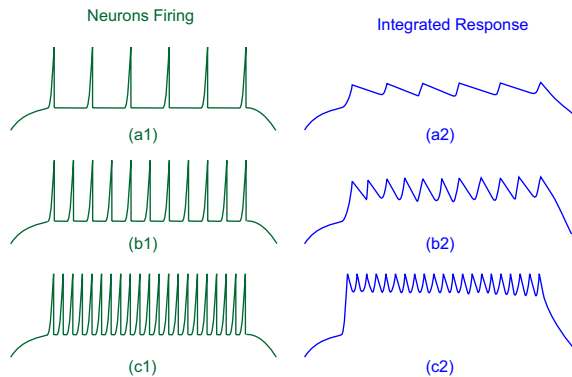 Neurons Firing
Integrated Response
(a1)
(a2)
(b1)
(b2)
(c1)
(c2)